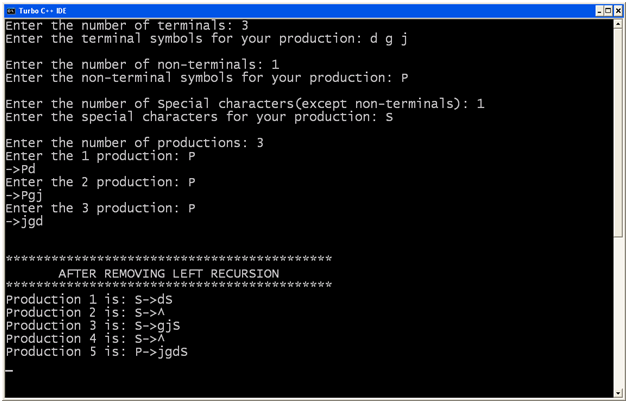 Turbo C++ IDE
Enter the number of terminals: 3
Enter the terminal symbols for your production: d g j
Enter the number of non-terminals: 1
Enter the non-terminal symbols for your production: P
Enter the number of Special characters(except non-terminals): 1
Enter the special characters for your production: S
Enter the number of productions: 3
Enter the 1 production: P
->Pd
Enter the 2 production: P
->Pgj
Enter the 3 production: P
->jgd
*******************************************
AFTER REMOVING LEFT RECURSION
*******************************************
Production 1 is: S->dS
Production 2 is: S->^
Production 3 is: S->gjS
Production 4 is: S->^
Production 5 is: P->jgdS
_